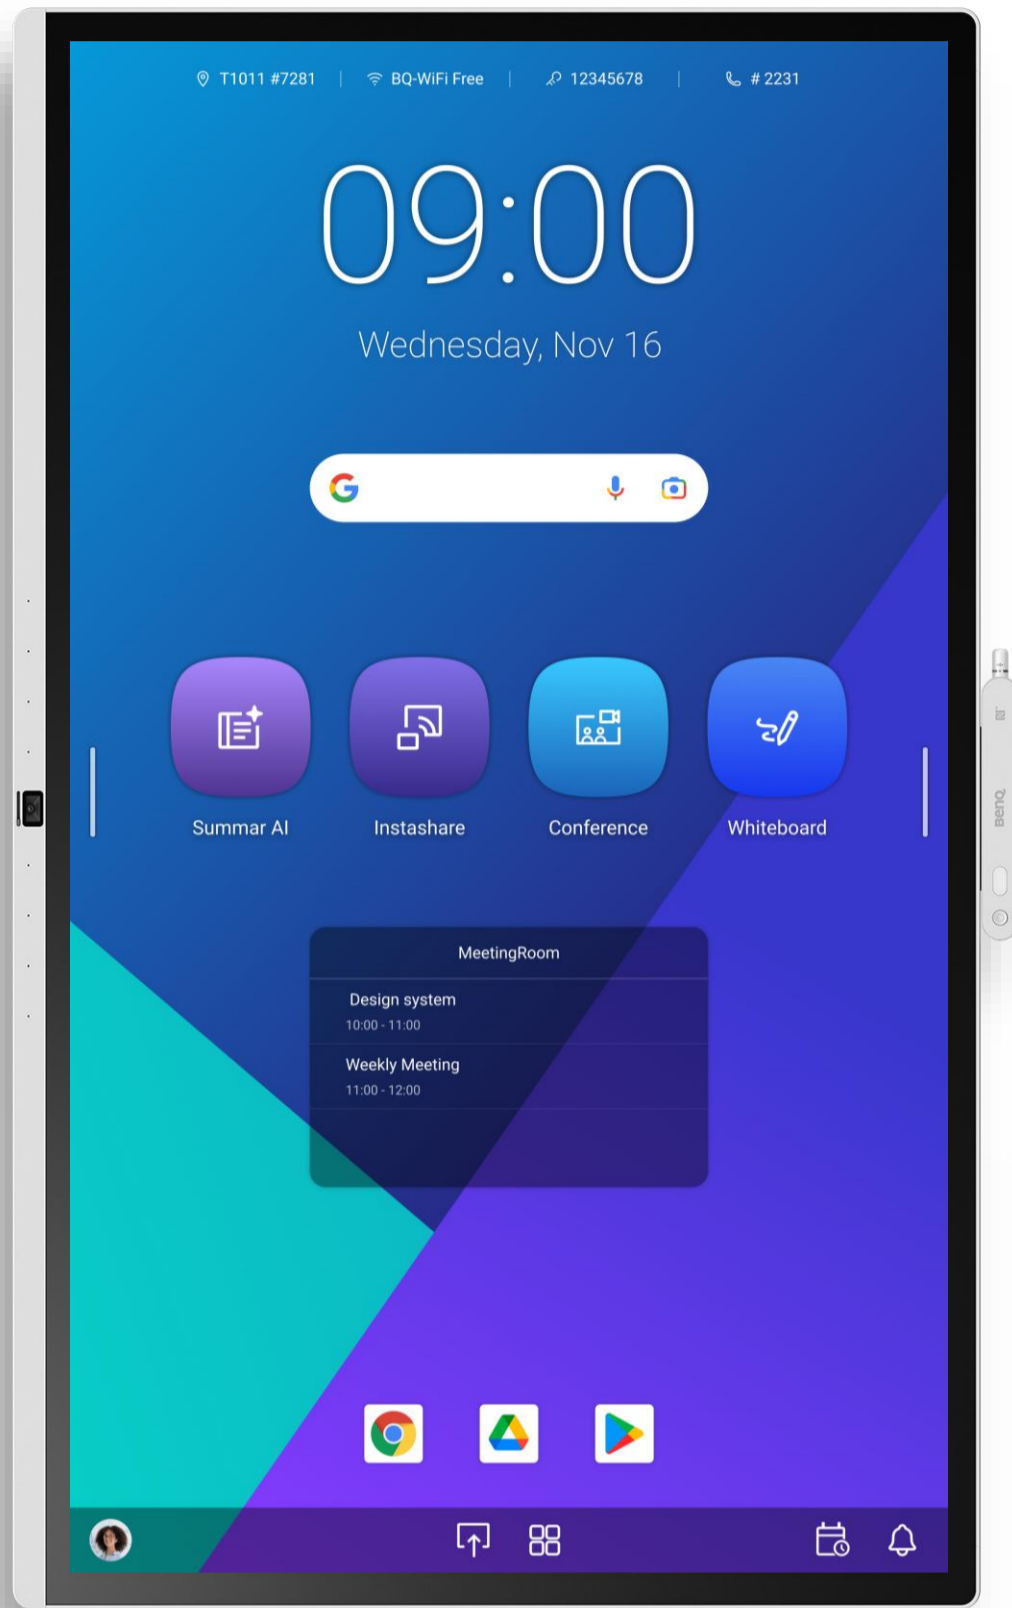 T1011 #7281 | BQ-WiFi Free | 12345678 | # 2231
09:00
Wednesday, Nov 16
Summar AI Instashare Conference Whiteboard
MeetingRoom
Design system
10:00 - 11:00
Weekly Meeting
11:00 - 12:00
BenQ